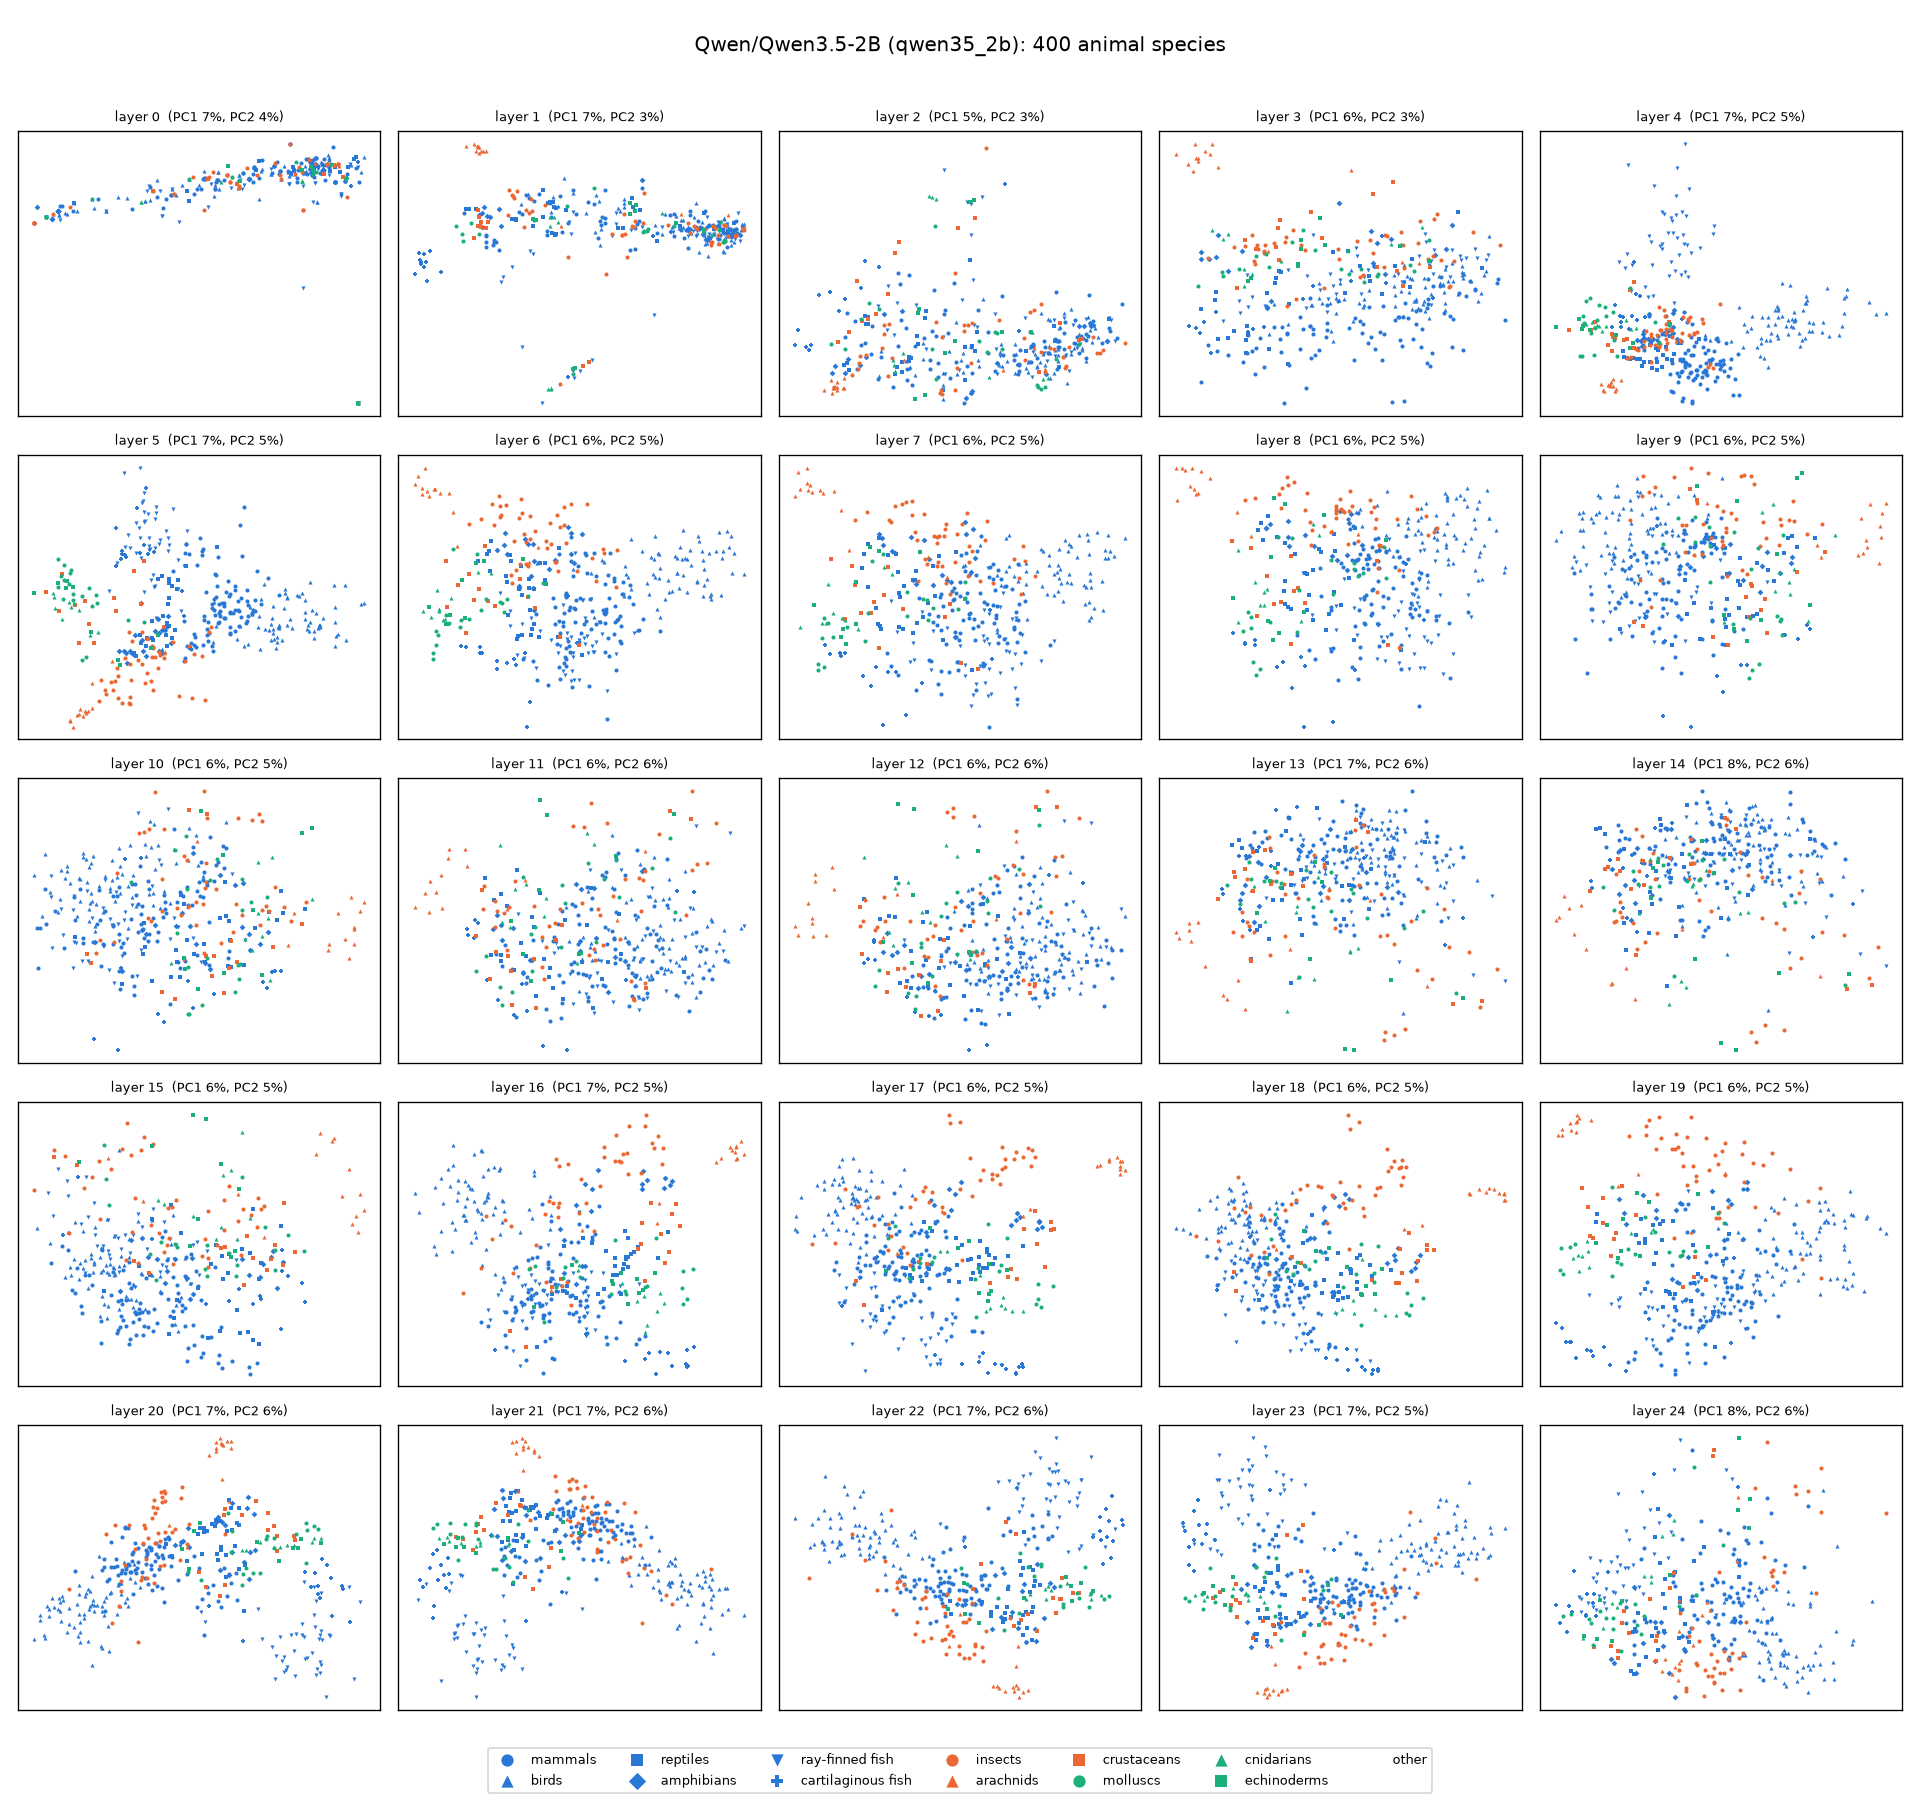 Qwen/Qwen3.5-2B (qwen35_2b): 400 animal species
layer 0 (PC1 7%, PC2 4%)
layer 1 (PC1 7%, PC2 3%)
layer 2 (PC1 5%, PC2 3%)
layer 3 (PC1 6%, PC2 3%)
layer 4 (PC1 7%, PC2 5%)
layer 5 (PC1 7%, PC2 5%)
layer 6 (PC1 6%, PC2 5%)
layer 7 (PC1 6%, PC2 5%)
layer 8 (PC1 6%, PC2 5%)
layer 9 (PC1 6%, PC2 5%)
layer 10 (PC1 6%, PC2 5%)
layer 11 (PC1 6%, PC2 6%)
layer 12 (PC1 6%, PC2 6%)
layer 13 (PC1 7%, PC2 6%)
layer 14 (PC1 8%, PC2 6%)
layer 15 (PC1 6%, PC2 5%)
layer 16 (PC1 7%, PC2 5%)
layer 17 (PC1 6%, PC2 5%)
layer 18 (PC1 6%, PC2 5%)
layer 19 (PC1 6%, PC2 5%)
layer 20 (PC1 7%, PC2 6%)
layer 21 (PC1 7%, PC2 6%)
layer 22 (PC1 7%, PC2 6%)
layer 23 (PC1 7%, PC2 5%)
layer 24 (PC1 8%, PC2 6%)
mammals
birds
reptiles
amphibians
ray-finned fish
cartilaginous fish
insects
arachnids
crustaceans
molluscs
cnidarians
echinoderms
other